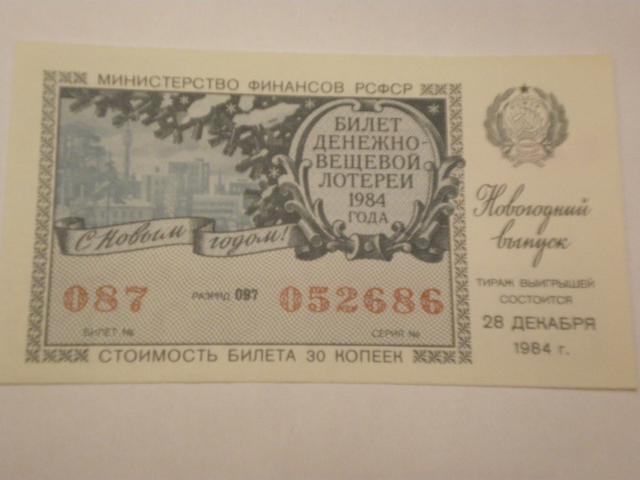 МИНИСТЕРСТВО ФИНАНСОВ РСФСР
БИЛЕТ
ДЕНЕЖНО-
ВЕЩЕВОЙ
ЛОТЕРЕИ
1984
ГОДА
С Новым годом!
087 РАЗРЯД 097 052686
БИЛЕТ № СЕРИЯ №
СТОИМОСТЬ БИЛЕТА 30 КОПЕЕК
Новогодний
выпуск
ТИРАЖ ВЫИГРЫШЕЙ
СОСТОИТСЯ
28 ДЕКАБРЯ
1984 г.